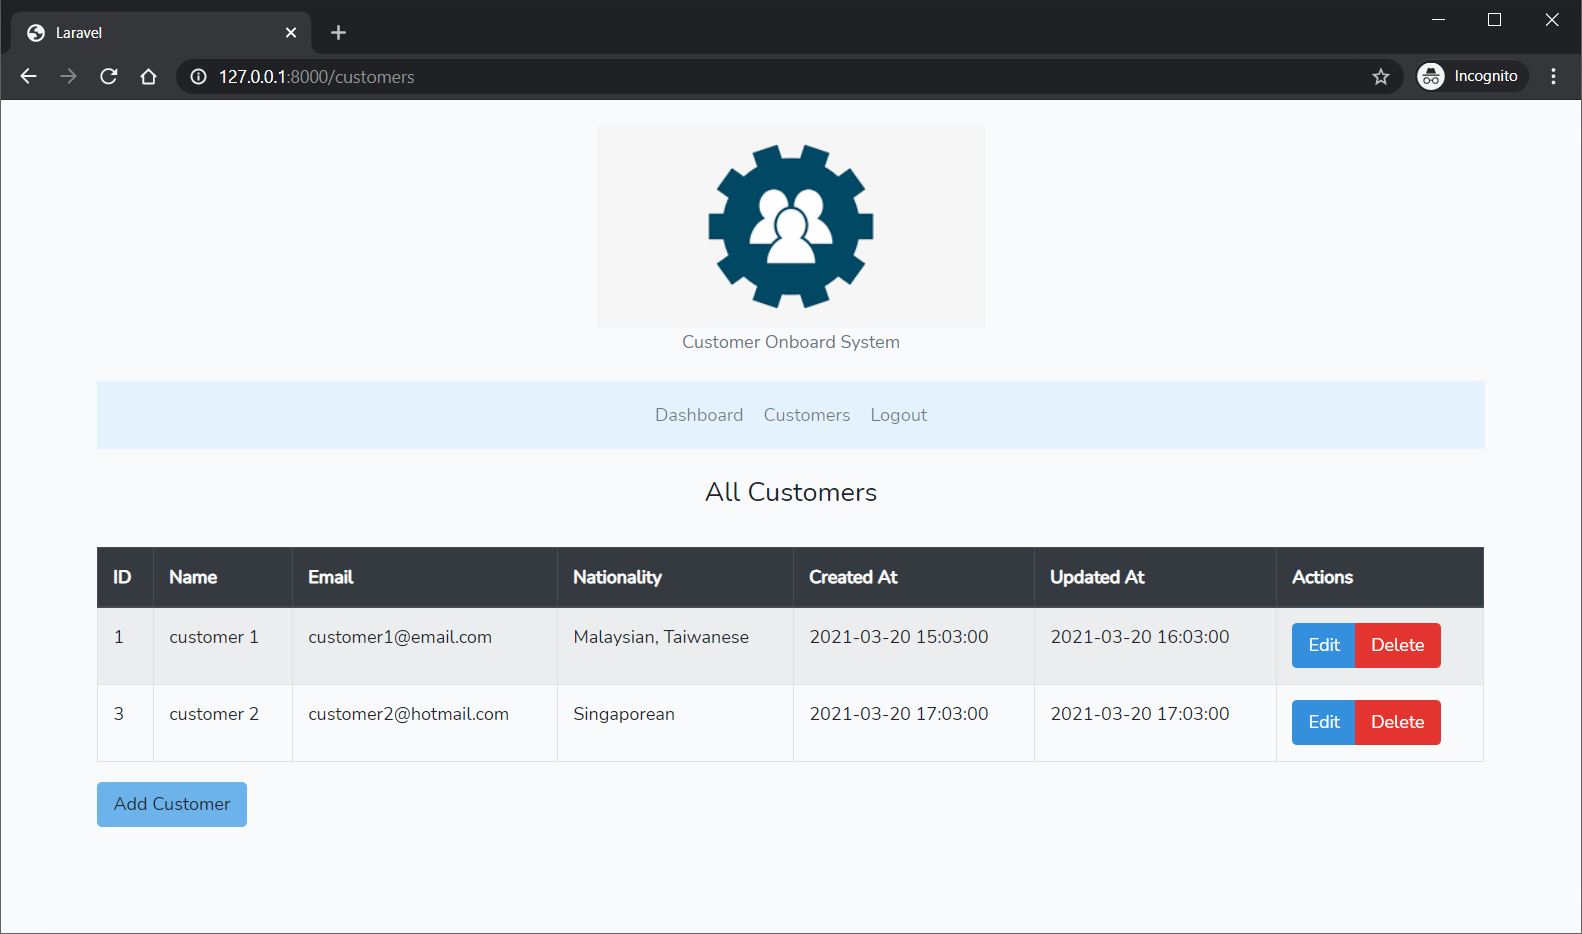 Laravel
127.0.0.1:8000/customers
Incognito
Customer Onboard System
Dashboard Customers Logout
All Customers
ID Name Email Nationality Created At Updated At Actions
1 customer 1 customer1@email.com Malaysian, Taiwanese 2021-03-20 15:03:00 2021-03-20 16:03:00 Edit Delete
3 customer 2 customer2@hotmail.com Singaporean 2021-03-20 17:03:00 2021-03-20 17:03:00 Edit Delete
Add Customer